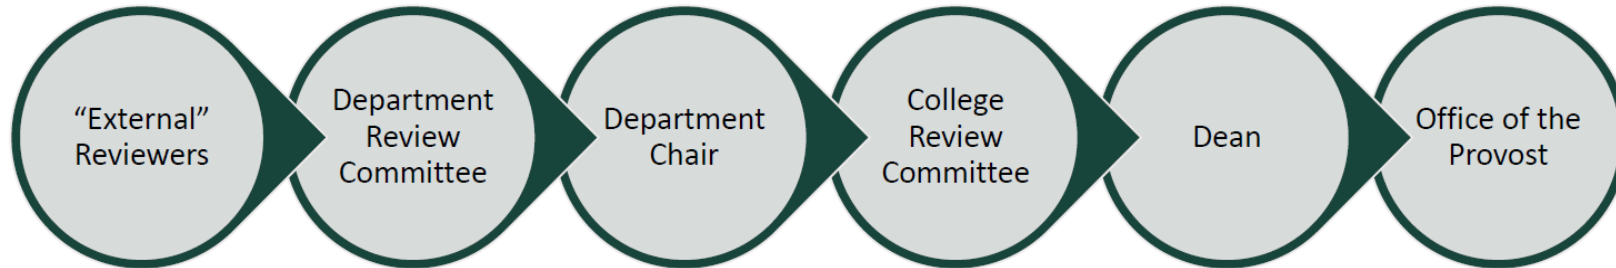 “External”
Reviewers
Department
Review
Committee
Department
Chair
College
Review
Committee
Dean
Office of the
Provost